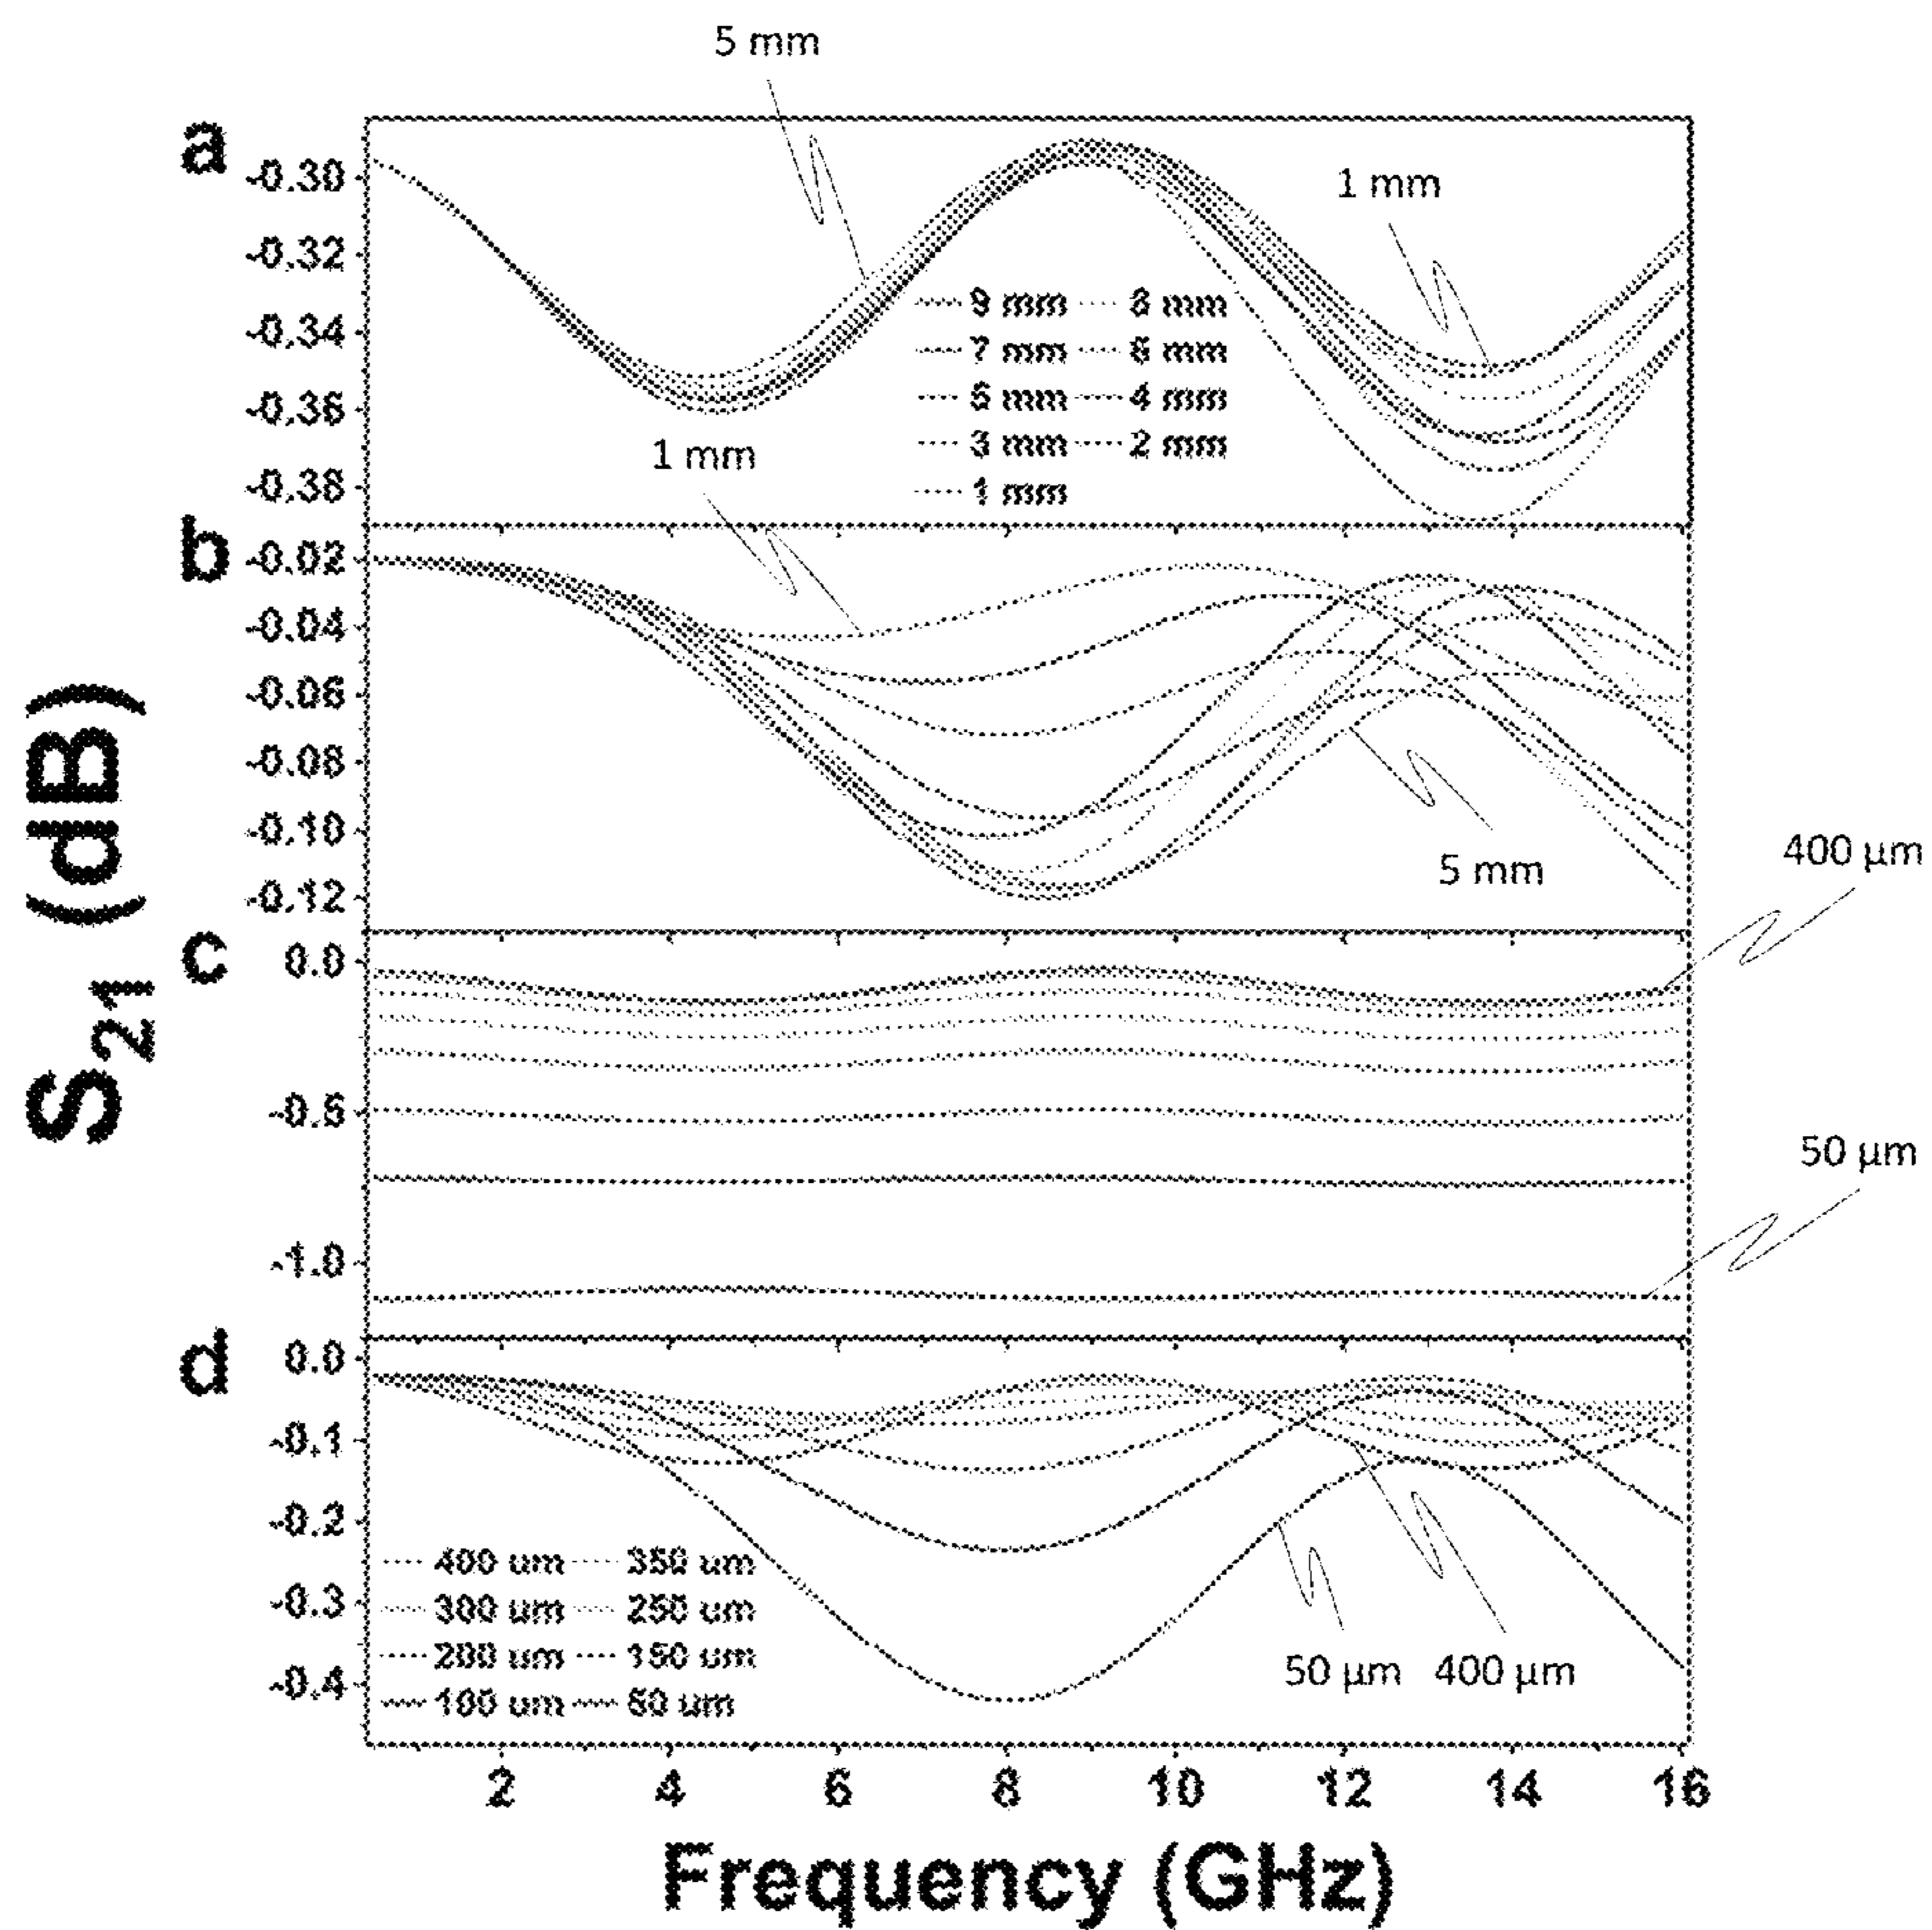 5 mm
a
-0.30
-0.32
-0.34
-0.36
-0.38
1 mm
9 mm 8 mm
7 mm 6 mm
5 mm 4 mm
3 mm 2 mm
1 mm
1 mm
b
-0.02
-0.04
-0.06
-0.08
-0.10
-0.12
5 mm
400 µm
c
0.0
-0.5
-1.0
50 µm
d
0.0
-0.1
-0.2
-0.3
-0.4
400 um 350 um
300 um 250 um
200 um 150 um
100 um 50 um
50 µm 400 µm
2 4 6 8 10 12 14 16
Frequency (GHz)
S21 (dB)